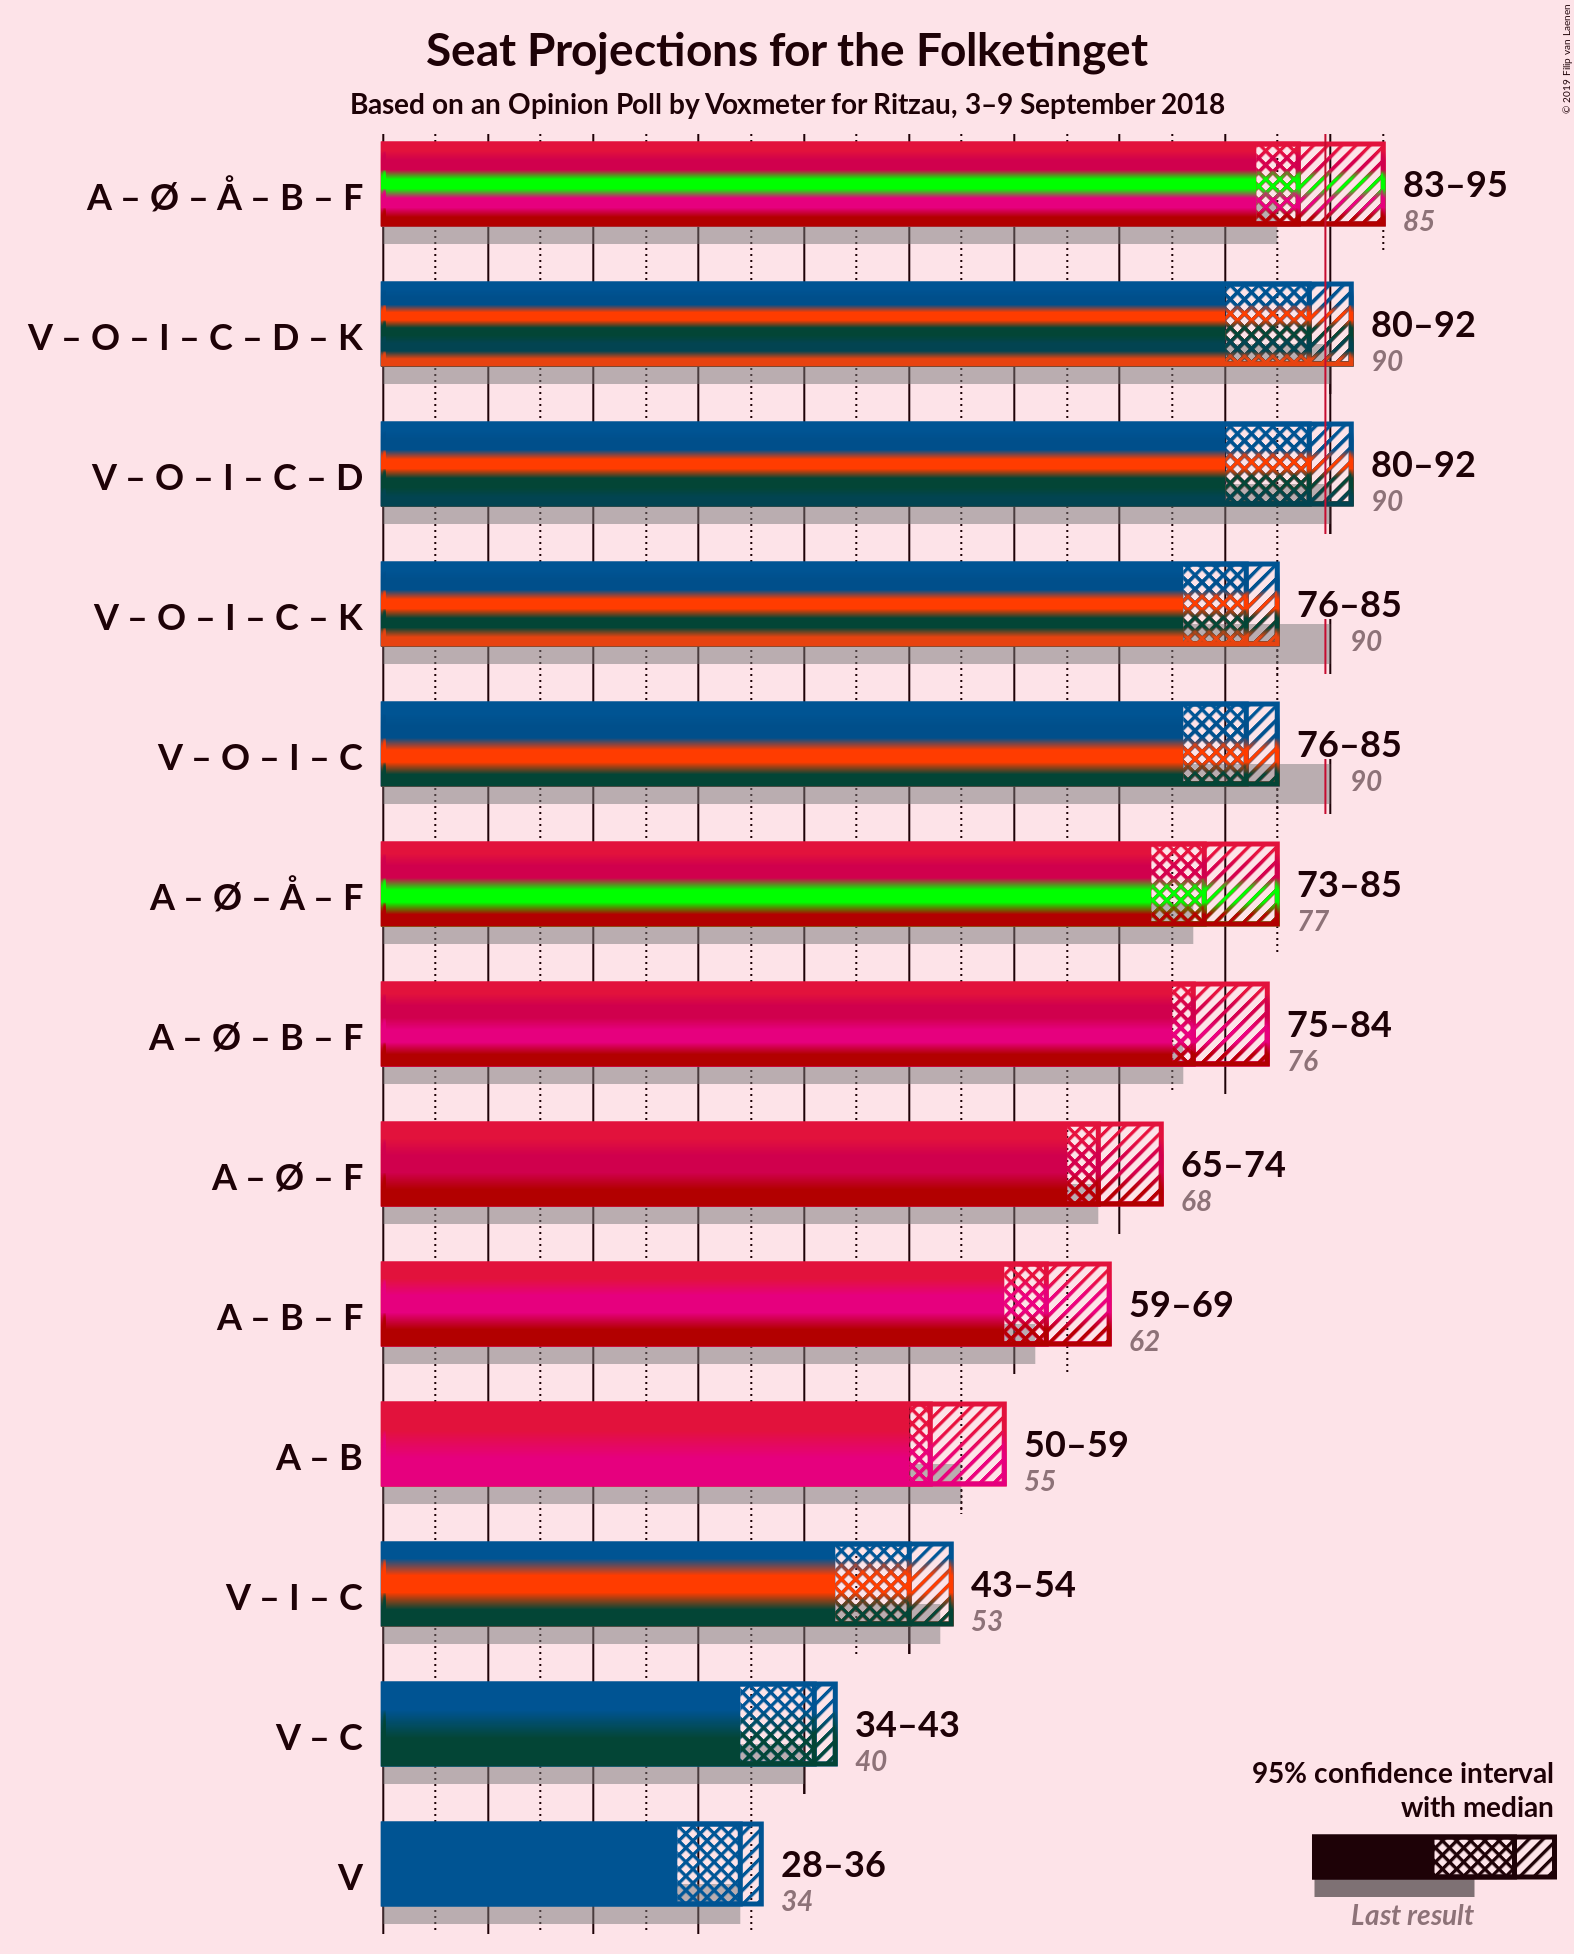 Seat Projections for the Folketinget
Based on an Opinion Poll by Voxmeter for Ritzau, 3–9 September 2018
© 2019 Filip van Laenen
A – Ø – Å – B – F
83–95
85
V – O – I – C – D – K
80–92
90
V – O – I – C – D
80–92
90
V – O – I – C – K
76–85
90
V – O – I – C
76–85
90
A – Ø – Å – F
73–85
77
A – Ø – B – F
75–84
76
A – Ø – F
65–74
68
A – B – F
59–69
62
A – B
50–59
55
V – I – C
43–54
53
V – C
34–43
40
V
28–36
34
95% confidence interval
with median
Last result